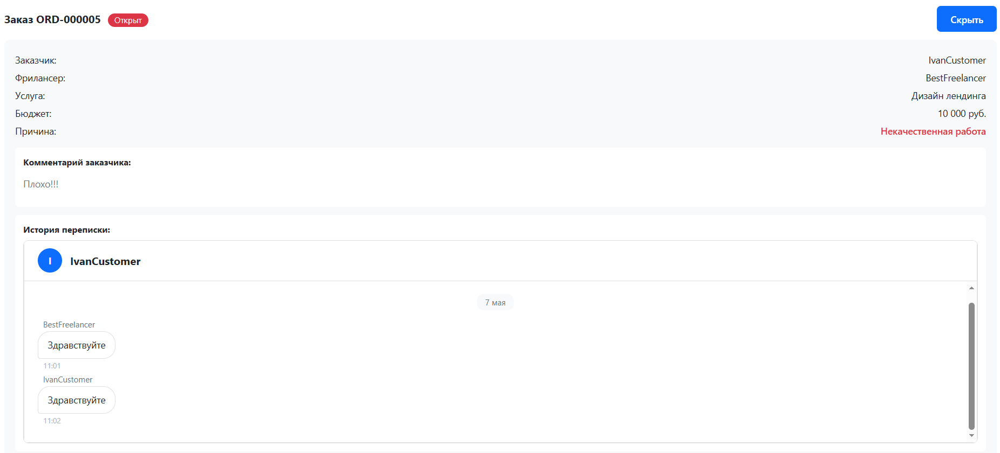 Заказ ORD-000005 Открыт Скрыть
Заказчик: IvanCustomer
Фрилансер: BestFreelancer
Услуга: Дизайн лендинга
Бюджет: 10 000 руб.
Причина: Некачественная работа
Комментарий заказчика:
Плохо!!!
История переписки:
I IvanCustomer
7 мая
BestFreelancer
Здравствуйте
11:01
IvanCustomer
Здравствуйте
11:02